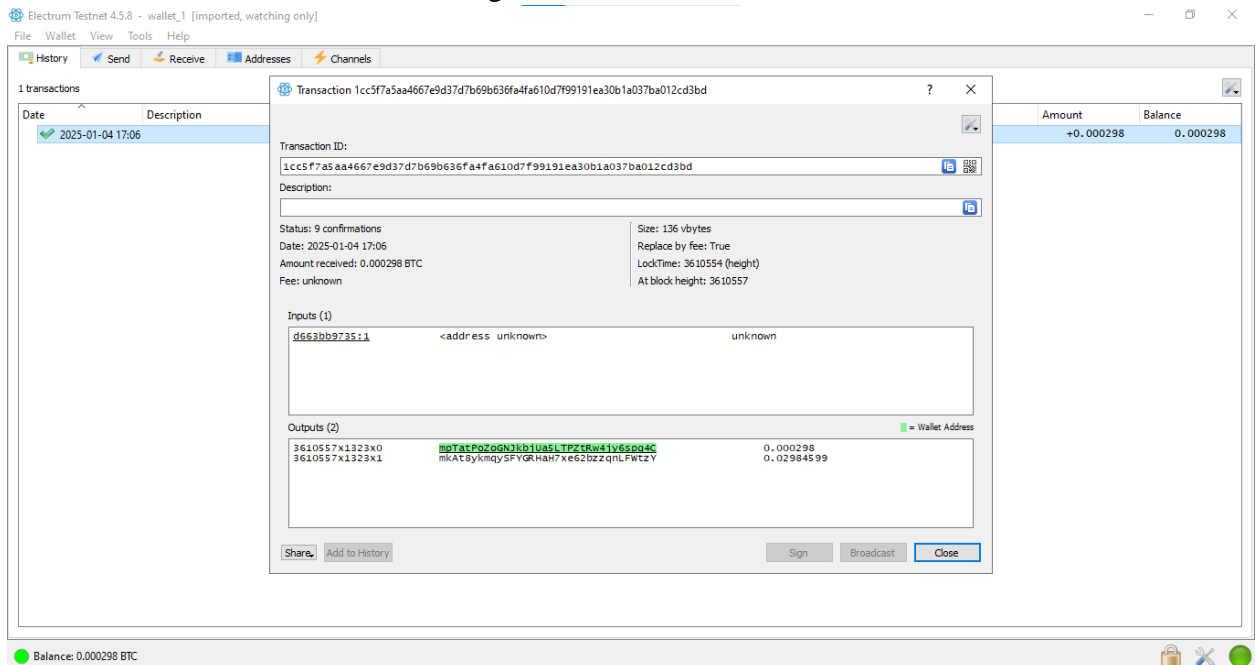 Electrum Testnet 4.5.8 - wallet_1 [imported, watching only]
File Wallet View Tools Help
History Send Receive Addresses Channels
1 transactions
Date Description Amount Balance
2025-01-04 17:06 +0.000298 0.000298
Transaction 1cc5f7a5aa4667e9d37d7b69b636fa4fa610d7f99191ea30b1a037ba012cd3bd ?
Transaction ID:
1cc5f7a5aa4667e9d37d7b69b636fa4fa610d7f99191ea30b1a037ba012cd3bd
Description:
Status: 9 confirmations
Date: 2025-01-04 17:06
Amount received: 0.000298 BTC
Fee: unknown
Size: 136 vbytes
Replace by fee: True
LockTime: 3610554 (height)
At block height: 3610557
Inputs (1)
d663bb9735:1 <address unknown> unknown
Outputs (2) = Wallet Address
3610557x1323x0 mpTatPoZoGNJkbjUa5LTPZtRw4jy6spq4C 0.000298
3610557x1323x1 mkAt8ykmqySFYGRHaH7xe62bzzqnLFWtzY 0.02984599
Share Add to History Sign Broadcast Close
Balance: 0.000298 BTC